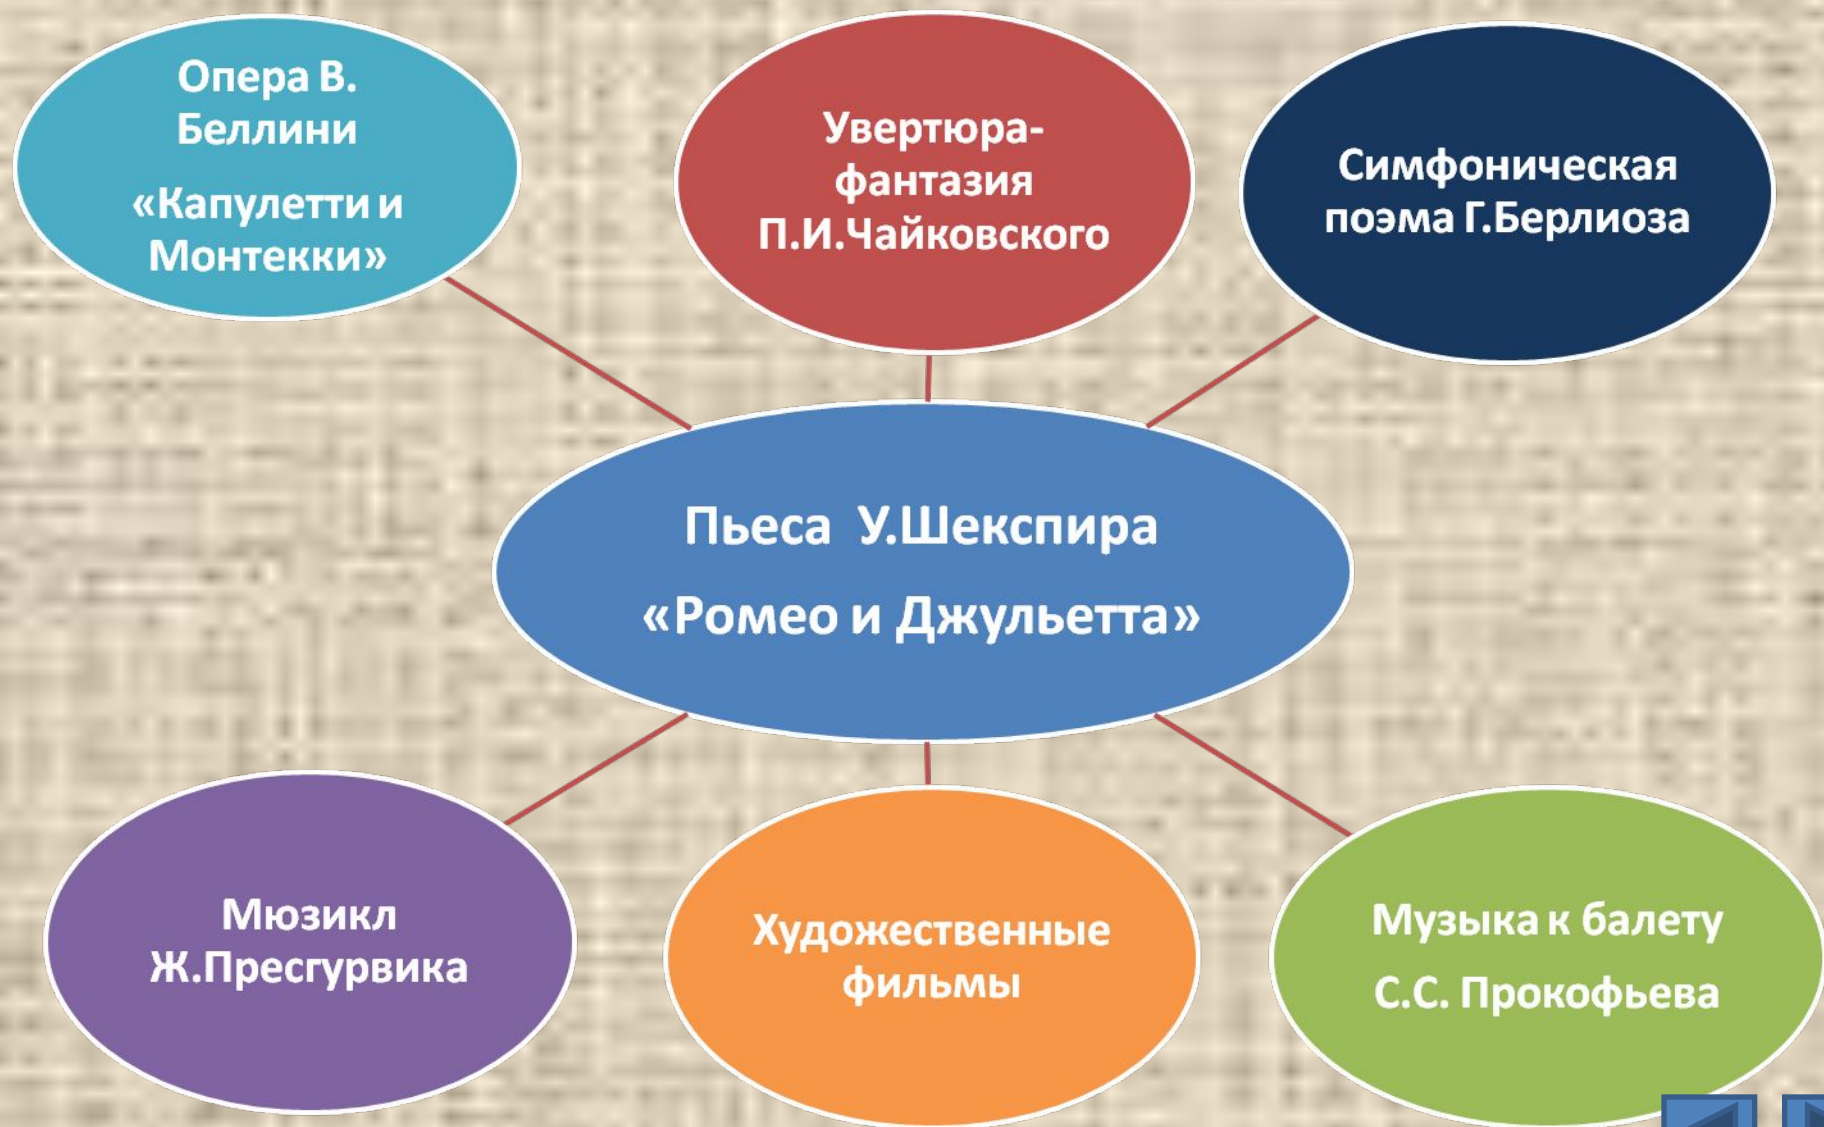 Опера В.
Беллини
«Капулетти и
Монтекки»
Увертюра-
фантазия
П.И.Чайковского
Симфоническая
поэма Г.Берлиоза
Пьеса У.Шекспира
«Ромео и Джульетта»
Мюзикл
Ж.Пресгурвика
Художественные
фильмы
Музыка к балету
С.С. Прокофьева